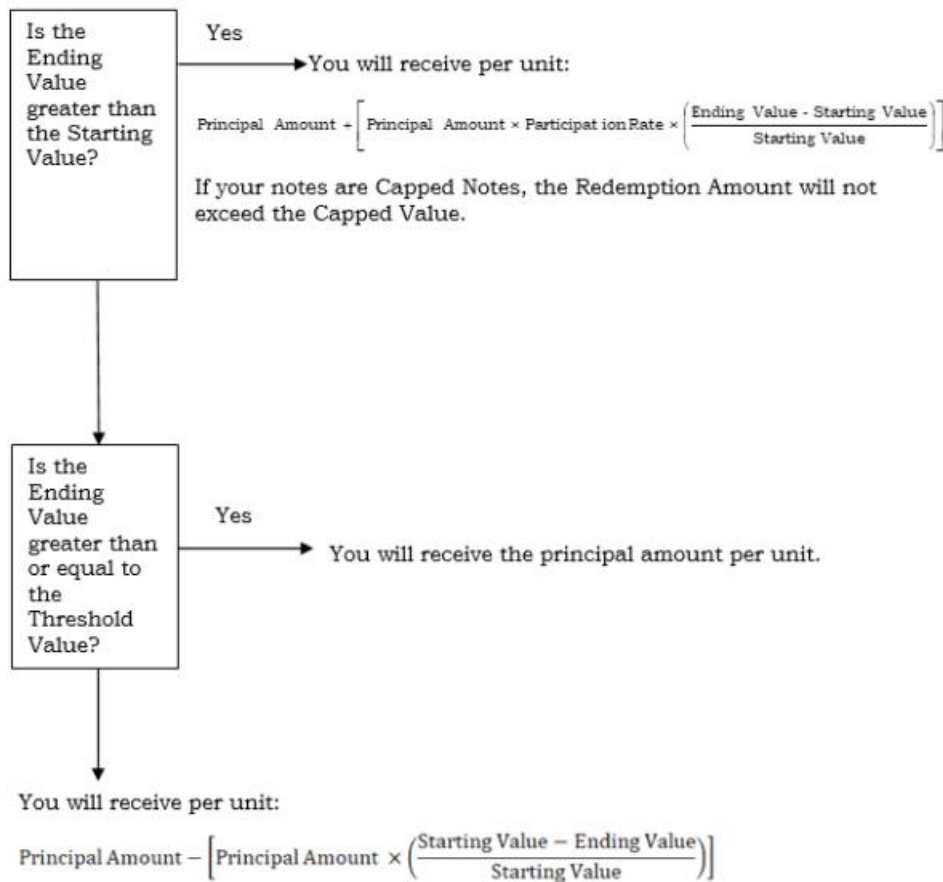 Is the
Ending
Value
greater than
the Starting
Value?
Yes
You will receive per unit:
Principal Amount + [ Principal Amount × Participat ion Rate × ( Ending Value - Starting Value / Starting Value ) ]
If your notes are Capped Notes, the Redemption Amount will not
exceed the Capped Value.
Is the
Ending
Value
greater than
or equal to
the
Threshold
Value?
Yes
You will receive the principal amount per unit.
You will receive per unit:
Principal Amount − [ Principal Amount × ( Starting Value − Ending Value / Starting Value ) ]